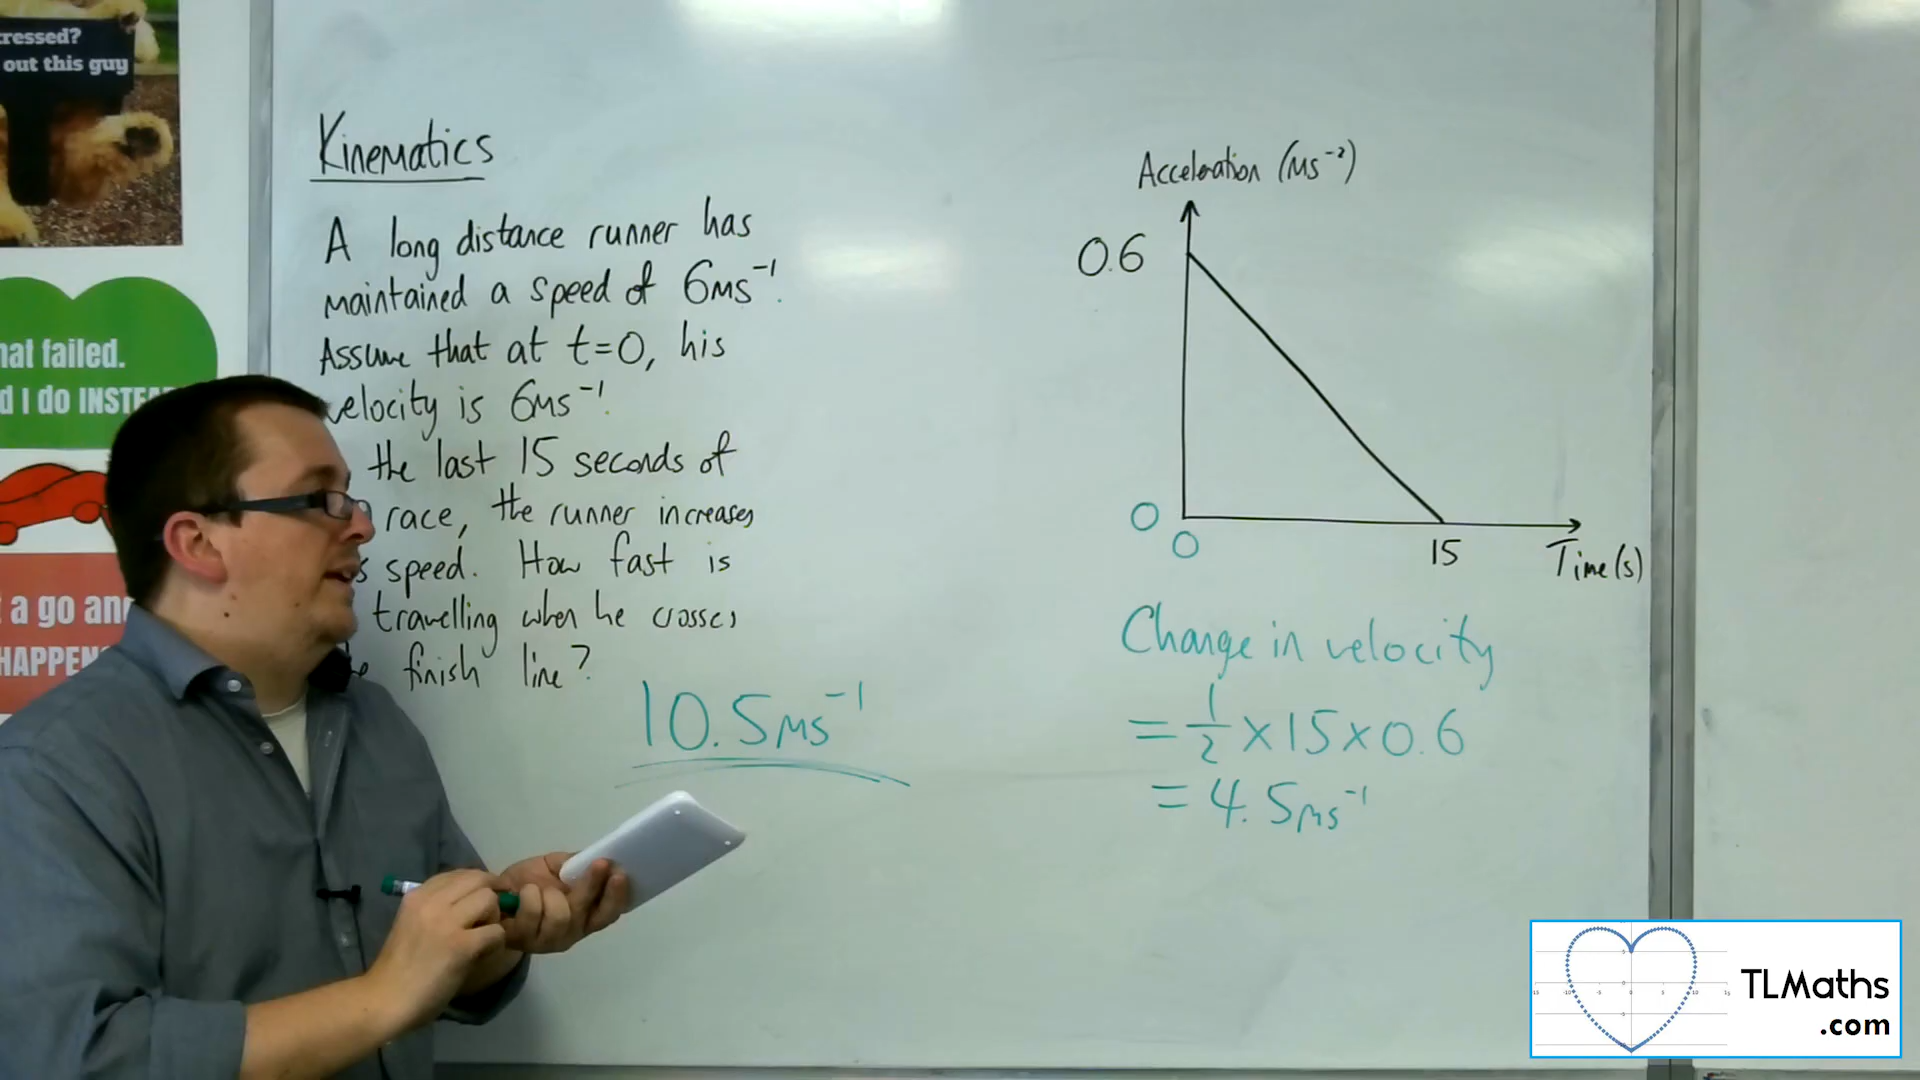 ressed?
out this guy
hat failed.
d I do INSTE
a go an
HAPPEN
Kinematics
A long distance runner has
maintained a speed of 6ms⁻¹.
Assume that at t=0, his
velocity is 6ms⁻¹.
the last 15 seconds of
race, the runner increases
speed. How fast is
travelling when he crosses
finish line?
10.5ms⁻¹
Acceleration (ms⁻²)
0.6
0
0
15
Time (s)
Change in velocity
= 1/2 × 15 × 0.6
= 4.5ms⁻¹
TLMaths
.com